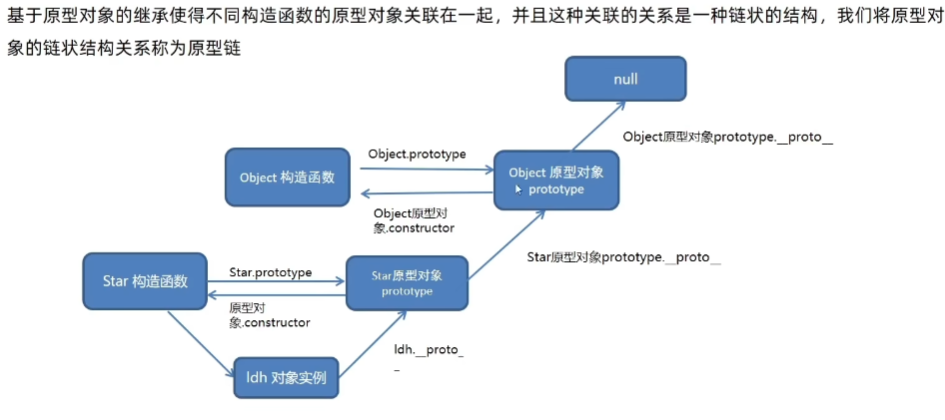 基于原型对象的继承使得不同构造函数的原型对象关联在一起，并且这种关联的关系是一种链状的结构，我们将原型对
象的链状结构关系称为原型链
null
Object原型对象prototype.__proto__
Object.prototype
Object 构造函数
Object 原型对象
prototype
Object原型对
象.constructor
Star原型对象prototype.__proto__
Star 构造函数
Star.prototype
Star原型对象
prototype
原型对
象.constructor
ldh.__proto_
_
ldh 对象实例